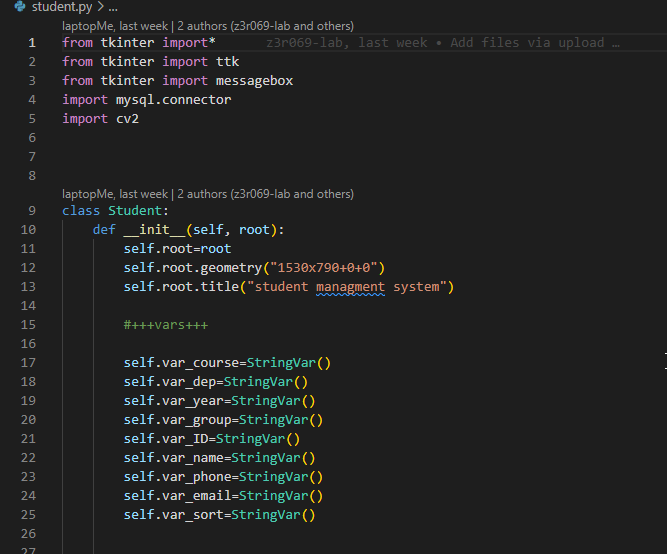 student.py > ...
laptopMe, last week | 2 authors (z3r069-lab and others)
1 from tkinter import* z3r069-lab, last week • Add files via upload …
2 from tkinter import ttk
3 from tkinter import messagebox
4 import mysql.connector
5 import cv2
6
7
8
laptopMe, last week | 2 authors (z3r069-lab and others)
9 class Student:
10 def __init__(self, root):
11 self.root=root
12 self.root.geometry("1530x790+0+0")
13 self.root.title("student managment system")
14
15 #+++vars+++
16
17 self.var_course=StringVar()
18 self.var_dep=StringVar()
19 self.var_year=StringVar()
20 self.var_group=StringVar()
21 self.var_ID=StringVar()
22 self.var_name=StringVar()
23 self.var_phone=StringVar()
24 self.var_email=StringVar()
25 self.var_sort=StringVar()
26
27